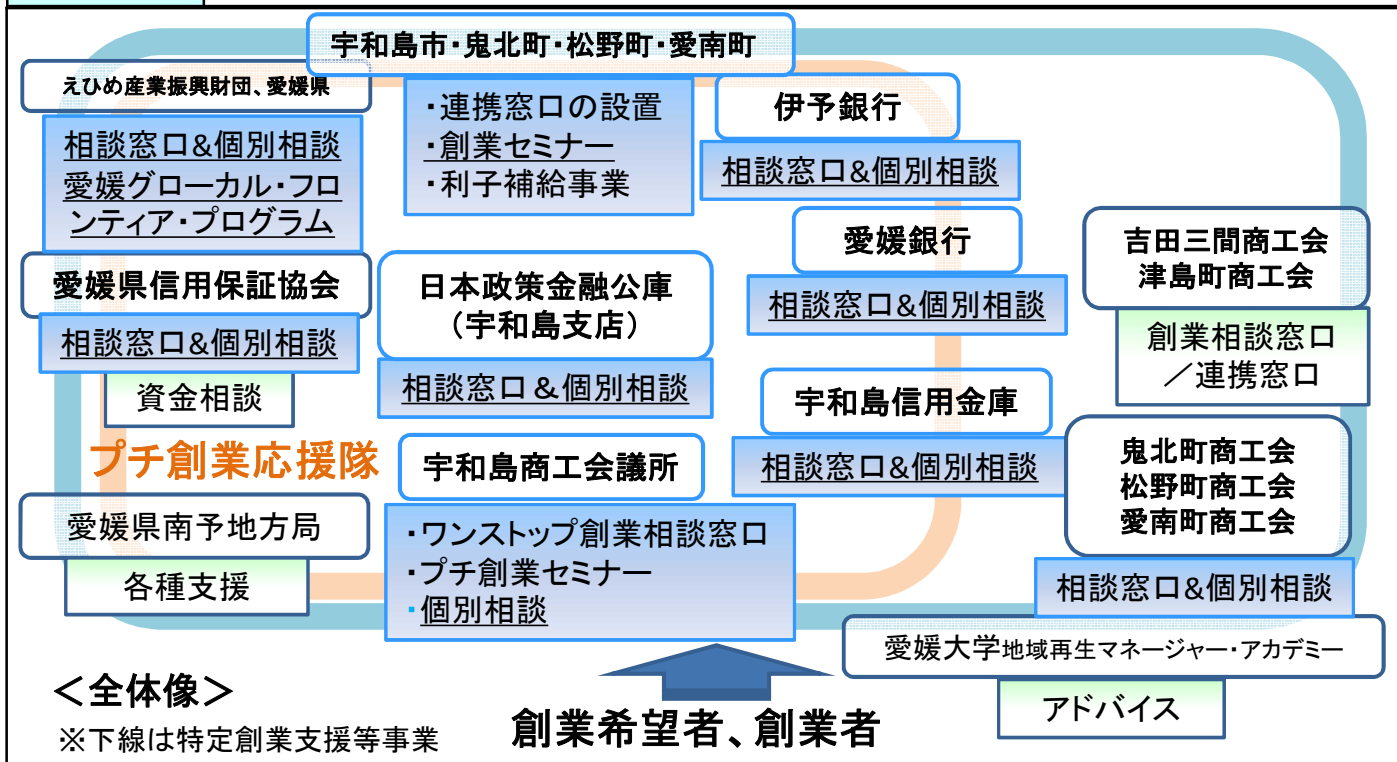 宇和島市・鬼北町・松野町・愛南町
・連携窓口の設置
・創業セミナー
・利子補給事業
えひめ産業振興財団、愛媛県
相談窓口&個別相談
愛媛グローカル・フロ
ンティア・プログラム
伊予銀行
相談窓口&個別相談
愛媛銀行
相談窓口&個別相談
吉田三間商工会
津島町商工会
創業相談窓口
／連携窓口
愛媛県信用保証協会
相談窓口&個別相談
資金相談
日本政策金融公庫
（宇和島支店）
相談窓口＆個別相談
宇和島信用金庫
相談窓口&個別相談
鬼北町商工会
松野町商工会
愛南町商工会
相談窓口&個別相談
プチ創業応援隊
宇和島商工会議所
・ワンストップ創業相談窓口
・プチ創業セミナー
・個別相談
愛媛県南予地方局
各種支援
愛媛大学地域再生マネージャー・アカデミー
アドバイス
＜全体像＞
※下線は特定創業支援等事業
創業希望者、創業者